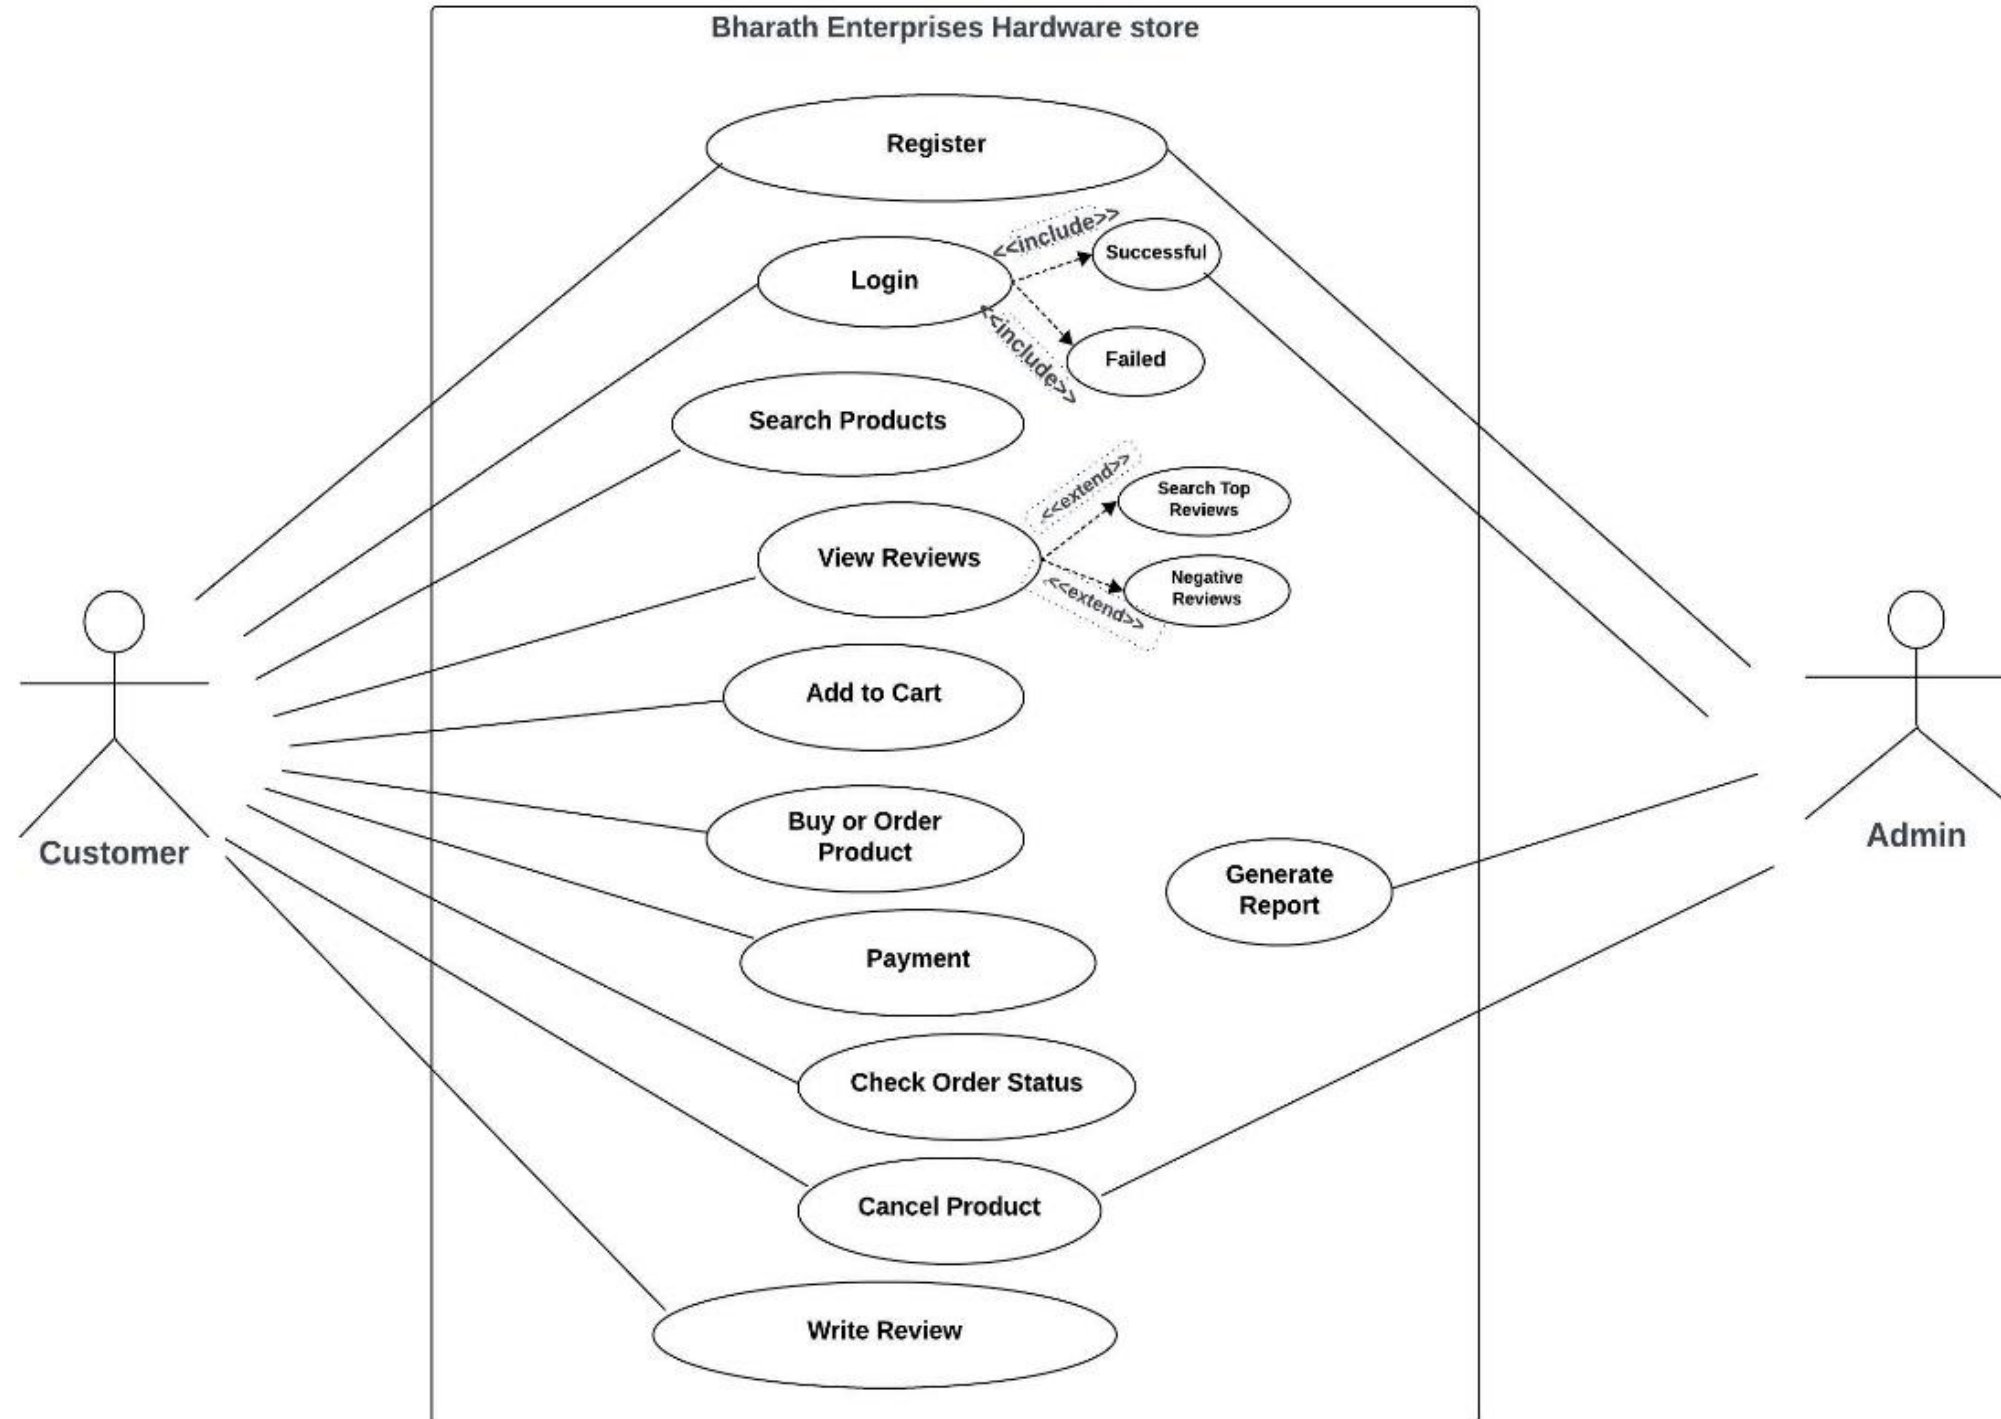 Bharath Enterprises Hardware store
Register
<<include>>
Successful
Login
<<include>>
Failed
Search Products
<<extend>>
Search Top
Reviews
View Reviews
Negative
Reviews
<<extend>>
Add to Cart
Buy or Order
Product
Customer
Admin
Generate
Report
Payment
Check Order Status
Cancel Product
Write Review